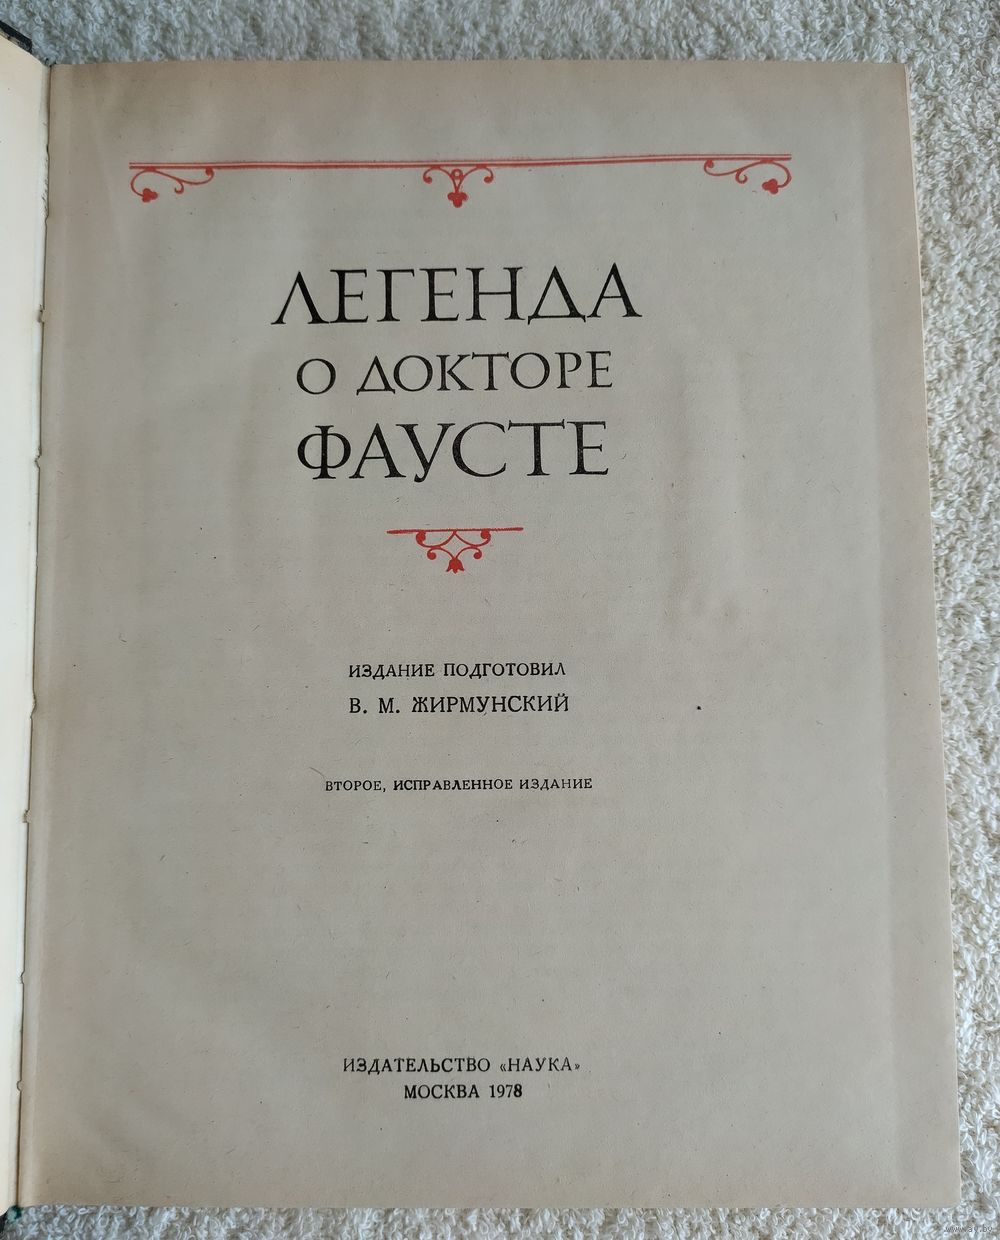 ЛЕГЕНДА
О ДОКТОРЕ
ФАУСТЕ
ИЗДАНИЕ ПОДГОТОВИЛ
В. М. ЖИРМУНСКИЙ
ВТОРОЕ, ИСПРАВЛЕННОЕ ИЗДАНИЕ
ИЗДАТЕЛЬСТВО «НАУКА»
МОСКВА 1978